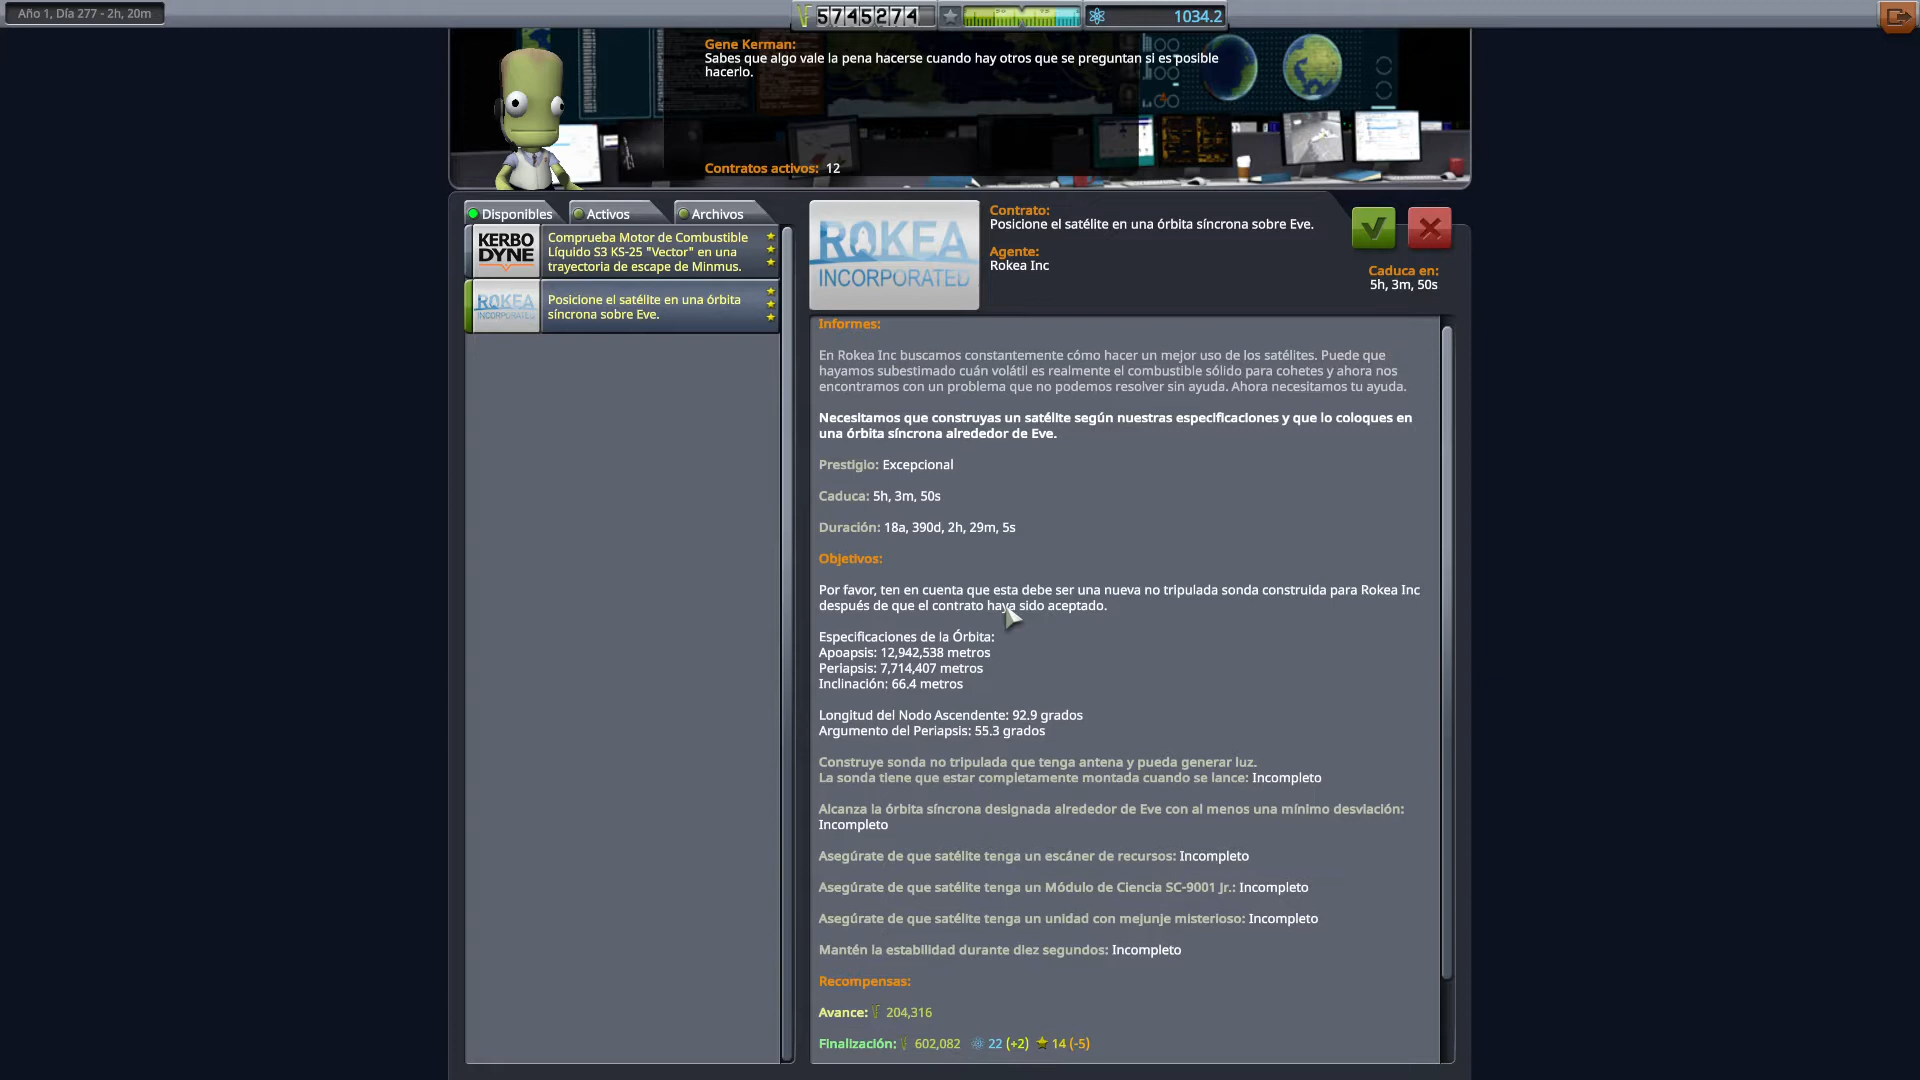 Año 1, Día 277 - 2h, 20m
5745274
1034.2
Gene Kerman:
Sabes que algo vale la pena hacerse cuando hay otros que se preguntan si es posible
hacerlo.
Contratos activos: 12
Disponibles
Activos
Archivos
KERBO
DYNE
Comprueba Motor de Combustible
Líquido S3 KS-25 "Vector" en una
trayectoria de escape de Minmus.
ROKEA
INCORPORATED
Posicione el satélite en una órbita
síncrona sobre Eve.
ROKEA
INCORPORATED
Contrato:
Posicione el satélite en una órbita síncrona sobre Eve.
Agente:
Rokea Inc
Caduca en:
5h, 3m, 50s
Informes:
En Rokea Inc buscamos constantemente cómo hacer un mejor uso de los satélites. Puede que
hayamos subestimado cuán volátil es realmente el combustible sólido para cohetes y ahora nos
encontramos con un problema que no podemos resolver sin ayuda. Ahora necesitamos tu ayuda.
Necesitamos que construyas un satélite según nuestras especificaciones y que lo coloques en
una órbita síncrona alrededor de Eve.
Prestigio: Excepcional
Caduca: 5h, 3m, 50s
Duración: 18a, 390d, 2h, 29m, 5s
Objetivos:
Por favor, ten en cuenta que esta debe ser una nueva no tripulada sonda construida para Rokea Inc
después de que el contrato haya sido aceptado.
Especificaciones de la Órbita:
Apoapsis: 12,942,538 metros
Periapsis: 7,714,407 metros
Inclinación: 66.4 metros
Longitud del Nodo Ascendente: 92.9 grados
Argumento del Periapsis: 55.3 grados
Construye sonda no tripulada que tenga antena y pueda generar luz.
La sonda tiene que estar completamente montada cuando se lance: Incompleto
Alcanza la órbita síncrona designada alrededor de Eve con al menos una mínimo desviación:
Incompleto
Asegúrate de que satélite tenga un escáner de recursos: Incompleto
Asegúrate de que satélite tenga un Módulo de Ciencia SC-9001 Jr.: Incompleto
Asegúrate de que satélite tenga un unidad con mejunje misterioso: Incompleto
Mantén la estabilidad durante diez segundos: Incompleto
Recompensas:
Avance: 204,316
Finalización: 602,082 22 (+2) 14 (-5)